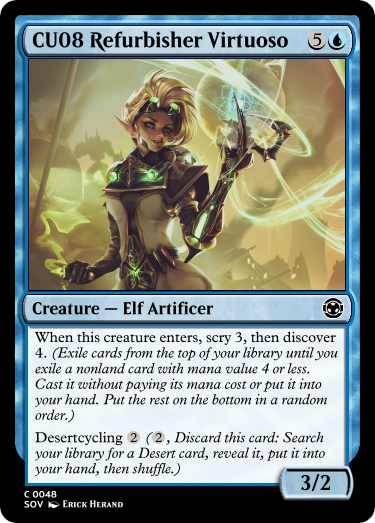 CU08 Refurbisher Virtuoso 5
Creature — Elf Artificer
When this creature enters, scry 3, then discover
4. (Exile cards from the top of your library until you
exile a nonland card with mana value 4 or less.
Cast it without paying its mana cost or put it into
your hand. Put the rest on the bottom in a random
order.)
Desertcycling 2 (2, Discard this card: Search
your library for a Desert card, reveal it, put it into
your hand, then shuffle.)
3/2
C 0048
SOV Erick Herand